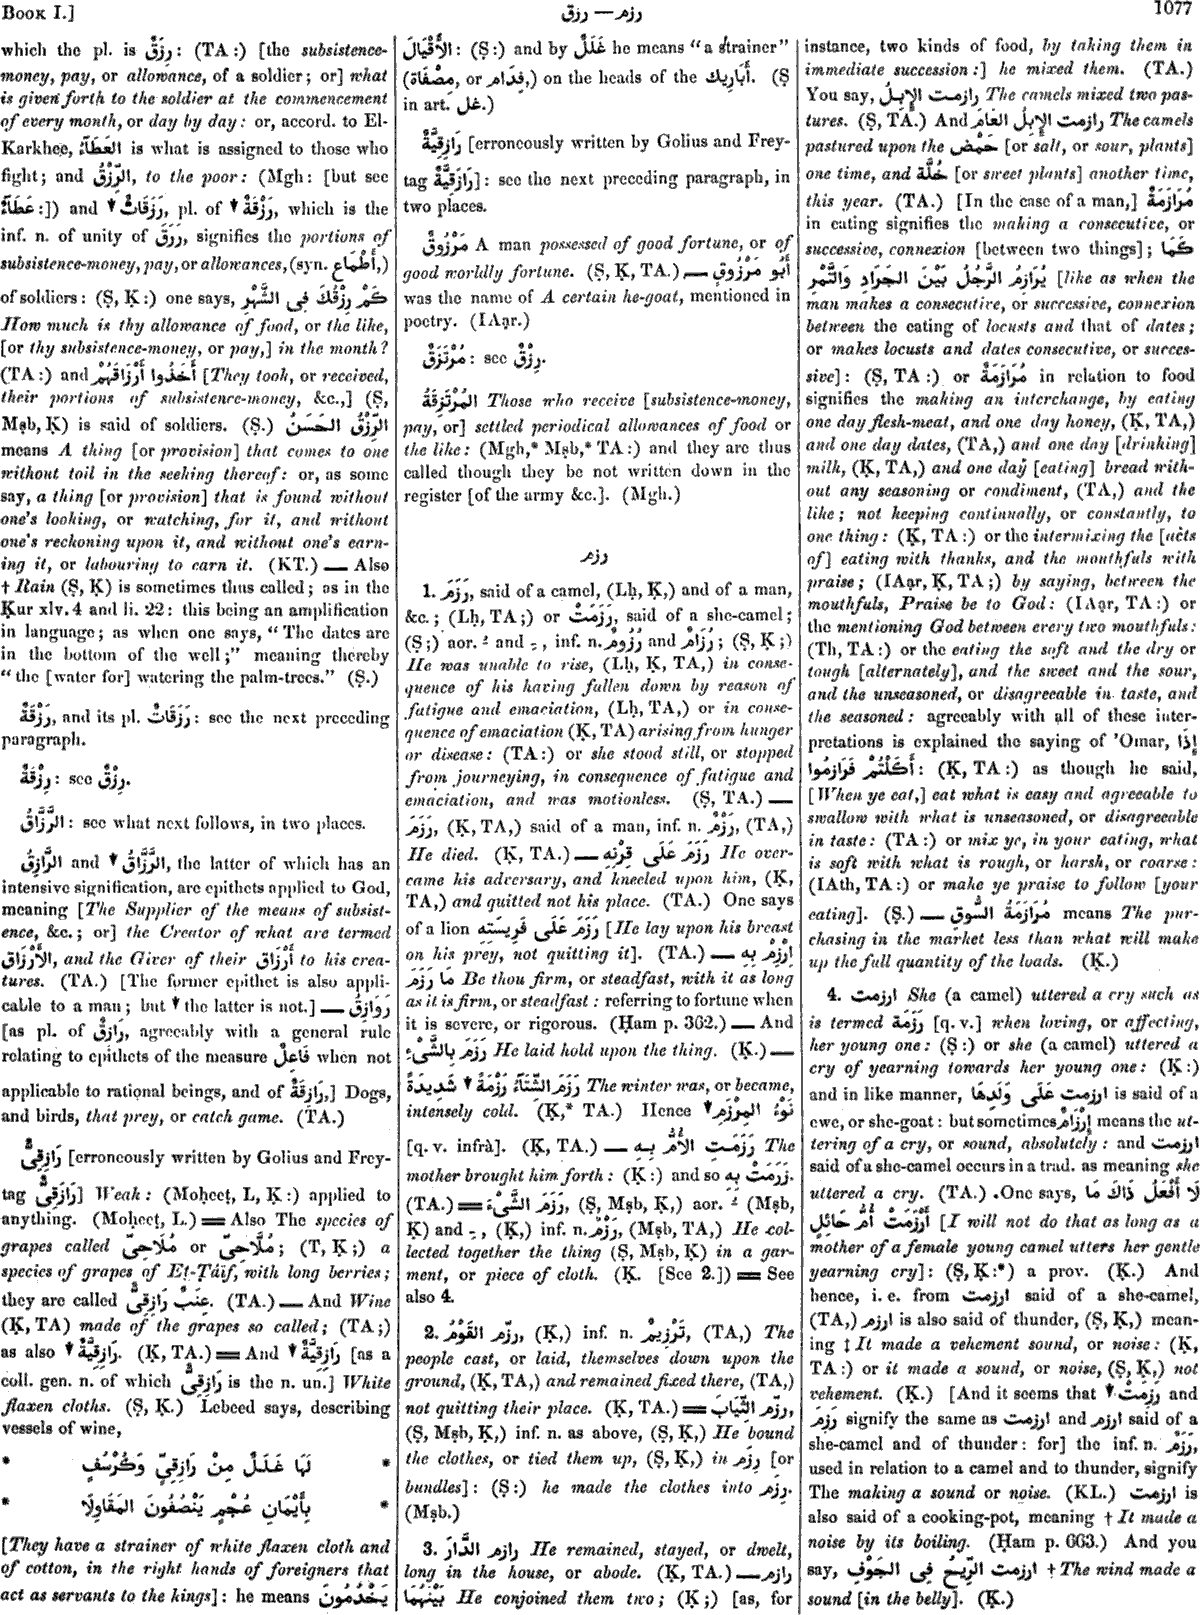 BOOK I.]
رزم — رزق
1077
which the pl. is رِزَقٌ: (TA:) [the subsistence-
money, pay, or allowance, of a soldier; or] what
is given forth to the soldier at the commencement
of every month, or day by day: or, accord. to El-
Karkhee, العَطَآءُ is what is assigned to those who
fight; and الرِّزْقُ, to the poor: (Mgh: [but see
عَطَآءٌ:]) and رَزَقَاتٌ, pl. of رَزْقَةٌ, which is the
inf. n. of unity of رَزَقَ, signifies the portions of
subsistence-money, pay, or allowances, (syn. أَطْمَاع,)
of soldiers: (Ṣ, Ḳ:) one says, كَمْ رِزْقُكَ فِى الشَّهْرِ
How much is thy allowance of food, or the like,
[or thy subsistence-money, or pay,] in the month?
(TA:) and أَخَذُوا أَرْزَاقَهُمْ [They took, or received,
their portions of subsistence-money, &c.,] (Ṣ,
Mṣb, Ḳ) is said of soldiers. (Ṣ.) الرِّزْقُ الحَسَنُ
means A thing [or provision] that comes to one
without toil in the seeking thereof: or, as some
say, a thing [or provision] that is found without
one's looking, or watching, for it, and without
one's reckoning upon it, and without one's earn-
ing it, or labouring to earn it. (KT.) — Also
† Rain (Ṣ, Ḳ) is sometimes thus called; as in the
Ḳur xlv. 4 and li. 22: this being an amplification
in language; as when one says, "The dates are
in the bottom of the well;" meaning thereby
"the [water for] watering the palm-trees." (Ṣ.)
رَزْقَةٌ, and its pl. رَزَقَاتٌ: see the next preceding
paragraph.
رِزْقَةٌ: see رِزْقٌ.
الرَّزَّاقُ: see what next follows, in two places.
الرَّازِقُ and الرَّزَّاقُ, the latter of which has an
intensive signification, are epithets applied to God,
meaning [The Supplier of the means of subsist-
ence, &c.; or] the Creator of what are termed
الأَرْزَاق, and the Giver of their أَرْزَاق to his crea-
tures. (TA.) [The former epithet is also appli-
cable to a man; but the latter is not.] — رَوَازِقُ
[as pl. of رَازِقٌ, agreeably with a general rule
relating to epithets of the measure فَاعِلٌ when not
applicable to rational beings, and of رَازِقَةٌ,] Dogs,
and birds, that prey, or catch game. (TA.)
رَازِقِىٌّ [erroneously written by Golius and Frey-
tag رَازَقِىٌّ] Weak: (Moḥeeṭ, L, Ḳ:) applied to
anything. (Moḥeeṭ, L.) = Also The species of
grapes called مُلَاحِىّ or مُلَّاحِىّ; (T, Ḳ;) a
species of grapes of Eṭ-Ṭáïf, with long berries;
they are called عِنَبٌ رَازِقِىٌّ. (TA.) — And Wine
(Ḳ, TA) made of the grapes so called; (TA;)
as also رَازِقِيَّةٌ. (Ḳ, TA.) = And رَازِقِيَّةٌ [as a
coll. gen. n. of which رَازِقِىٌّ is the n. un.] White
flaxen cloths. (Ṣ, Ḳ.) Lebeed says, describing
vessels of wine,
* لَهَا غَلَلٌ مِنْ رَازِقِىٍّ وَكُرْسُفٍ *
* بِأَيْمَانِ عُجْمٍ يَنْصُفُونَ المَقَاوِلَا *
[They have a strainer of white flaxen cloth and
of cotton, in the right hands of foreigners that
act as servants to the kings]: he means يَخْدُمُونَ
الأَقْيَالَ: (Ṣ:) and by غَلَلٌ he means "a strainer"
(مِصْفَاة, or فِدَام,) on the heads of the أَبَارِيك. (Ṣ
in art. غل.)
رَازِقِيَّةٌ [erroneously written by Golius and Frey-
tag رَازَقِيَّةٌ]: see the next preceding paragraph, in
two places.
مَرْزُوقٌ A man possessed of good fortune, or of
good worldly fortune. (Ṣ, Ḳ, TA.) — أَبُو مَرْزُوقٍ
was the name of A certain he-goat, mentioned in
poetry. (IAạr.)
مُرْتَزَقٌ: see رِزْقٌ.
المُرْتَزِقَةُ Those who receive [subsistence-money,
pay, or] settled periodical allowances of food or
the like: (Mgh,* Mṣb,* TA:) and they are thus
called though they be not written down in the
register [of the army &c.]. (Mgh.)
رزم
1. رَزَمَ, said of a camel, (Lḥ, Ḳ,) and of a man,
&c.; (Lḥ, TA;) or رَزَمَتْ, said of a she-camel;
(Ṣ;) aor. ـُ and ـِ, inf. n. رُزُومٌ and رُزَامٌ; (Ṣ, Ḳ;)
He was unable to rise, (Lḥ, Ḳ, TA,) in conse-
quence of his having fallen down by reason of
fatigue and emaciation, (Lḥ, TA,) or in conse-
quence of emaciation (Ḳ, TA) arising from hunger
or disease: (TA:) or she stood still, or stopped
from journeying, in consequence of fatigue and
emaciation, and was motionless. (Ṣ, TA.) —
رَزَمَ, (Ḳ, TA,) said of a man, inf. n. رَزْمٌ, (TA,)
He died. (Ḳ, TA.) — رَزَمَ عَلَى قِرْنِهِ He over-
came his adversary, and kneeled upon him, (Ḳ,
TA,) and quitted not his place. (TA.) One says
of a lion رَزَمَ عَلَى فَرِيسَتِهِ [He lay upon his breast
on his prey, not quitting it]. (TA.) — اِرْزِمْ بِهِ
مَا رَزَمَ Be thou firm, or steadfast, with it as long
as it is firm, or steadfast: referring to fortune when
it is severe, or rigorous. (Ḥam p. 362.) — And
رَزَمَ بِالشَّىْءِ He laid hold upon the thing. (Ḳ.) —
رَزَمَ الشِّتَآءُ رَزْمَةً شَدِيدَةً The winter was, or became,
intensely cold. (Ḳ,* TA.) Hence نَوْءُ المِرْزَمِ
[q. v. infrà]. (Ḳ, TA.) — رَزَمَتِ الأُمُّ بِهِ The
mother brought him forth: (Ḳ:) and so زَرَمَتْ بِهِ.
(TA.) = رَزَمَ الشَّىْءَ, (Ṣ, Mṣb, Ḳ,) aor. ـُ (Mṣb,
Ḳ) and ـِ, (Ḳ,) inf. n. رَزْمٌ, (Mṣb, TA,) He col-
lected together the thing (Ṣ, Mṣb, Ḳ) in a gar-
ment, or piece of cloth. (Ḳ. [See 2.]) = See
also 4.
2. رزّم القَوْمُ, (Ḳ,) inf. n. تَرْزِيمٌ, (TA,) The
people cast, or laid, themselves down upon the
ground, (Ḳ, TA,) and remained fixed there, (TA,)
not quitting their place. (Ḳ, TA.) = رزّم الثِّيَابَ,
(Ṣ, Mṣb, Ḳ,) inf. n. as above, (Ṣ, Ḳ,) He bound
the clothes, or tied them up, (Ṣ, Ḳ,) in رِزَم [or
bundles]: (Ṣ:) he made the clothes into رِزَم.
(Mṣb.)
3. رازم الدَّارَ He remained, stayed, or dwelt,
long in the house, or abode. (Ḳ, TA.) — رازم
بَيْنَهُمَا He conjoined them two; (Ḳ;) [as, for
instance, two kinds of food, by taking them in
immediate succession:] he mixed them. (TA.)
You say, رازمت الإِبِلُ The camels mixed two pas-
tures. (Ṣ, TA.) And رازمت الإِبِلُ العَامَ The camels
pastured upon the حَمْض [or salt, or sour, plants]
one time, and خُلَّة [or sweet plants] another time,
this year. (TA.) [In the case of a man,] مُرَازَمَةٌ
in eating signifies the making a consecutive, or
successive, connexion [between two things]; كَمَا
يُرَازِمُ الرَّجُلُ بَيْنَ الجَرَادِ وَالتَّمْرِ [like as when the
man makes a consecutive, or successive, connexion
between the eating of locusts and that of dates;
or makes locusts and dates consecutive, or succes-
sive]: (Ṣ, TA:) or مُرَازَمَةٌ in relation to food
signifies the making an interchange, by eating
one day flesh-meat, and one day honey, (Ḳ, TA,)
and one day dates, (TA,) and one day [drinking]
milk, (Ḳ, TA,) and one day [eating] bread with-
out any seasoning or condiment, (TA,) and the
like; not keeping continually, or constantly, to
one thing: (Ḳ, TA:) or the intermixing the [acts
of] eating with thanks, and the mouthfuls with
praise; (IAạr, Ḳ, TA;) by saying, between the
mouthfuls, Praise be to God: (IAạr, TA:) or
the mentioning God between every two mouthfuls:
(Th, TA:) or the eating the soft and the dry or
tough [alternately], and the sweet and the sour,
and the unseasoned, or disagreeable in taste, and
the seasoned: agreeably with all of these inter-
pretations is explained the saying of 'Omar, إِذَا
أَكَلْتُمْ فَرَازِمُوا: (Ḳ, TA:) as though he said,
[When ye eat,] eat what is easy and agreeable to
swallow with what is unseasoned, or disagreeable
in taste: (TA:) or mix ye, in your eating, what
is soft with what is rough, or harsh, or coarse:
(IAth, TA:) or make ye praise to follow [your
eating]. (Ṣ.) — مُرَازَمَةُ السُّوقِ means The pur-
chasing in the market less than what will make
up the full quantity of the loads. (Ḳ.)
4. ارزمت She (a camel) uttered a cry such as
is termed رَزَمَة [q. v.] when loving, or affecting,
her young one: (Ṣ:) or she (a camel) uttered a
cry of yearning towards her young one: (Ḳ:)
and in like manner, ارزمت عَلَى وَلَدِهَا is said of a
ewe, or she-goat: but sometimes إِرْزَامٌ means the ut-
tering of a cry, or sound, absolutely: and ارزمت
said of a she-camel occurs in a trad. as meaning she
uttered a cry. (TA.) One says, لَا أَفْعَلُ ذَاكَ مَا
أَرْزَمَتْ أُمُّ حَائِلٍ [I will not do that as long as a
mother of a female young camel utters her gentle
yearning cry]: (Ṣ, Ḳ:*) a prov. (Ḳ.) And
hence, i. e. from ارزمت said of a she-camel,
(TA,) ارزم is also said of thunder, (Ṣ, Ḳ,) mean-
ing ‡ It made a vehement sound, or noise: (Ḳ,
TA:) or it made a sound, or noise, (Ṣ, Ḳ,) not
vehement. (Ḳ.) [And it seems that رزمت and
رزم signify the same as ارزمت and ارزم said of a
she-camel and of thunder: for] the inf. n. رَزْمٌ,
used in relation to a camel and to thunder, signify
The making a sound or noise. (KL.) ارزمت is
also said of a cooking-pot, meaning † It made a
noise by its boiling. (Ḥam p. 663.) And you
say, ارزمت الرِّيحُ فِى الجَوْفِ † The wind made a
sound [in the belly]. (Ḳ.)